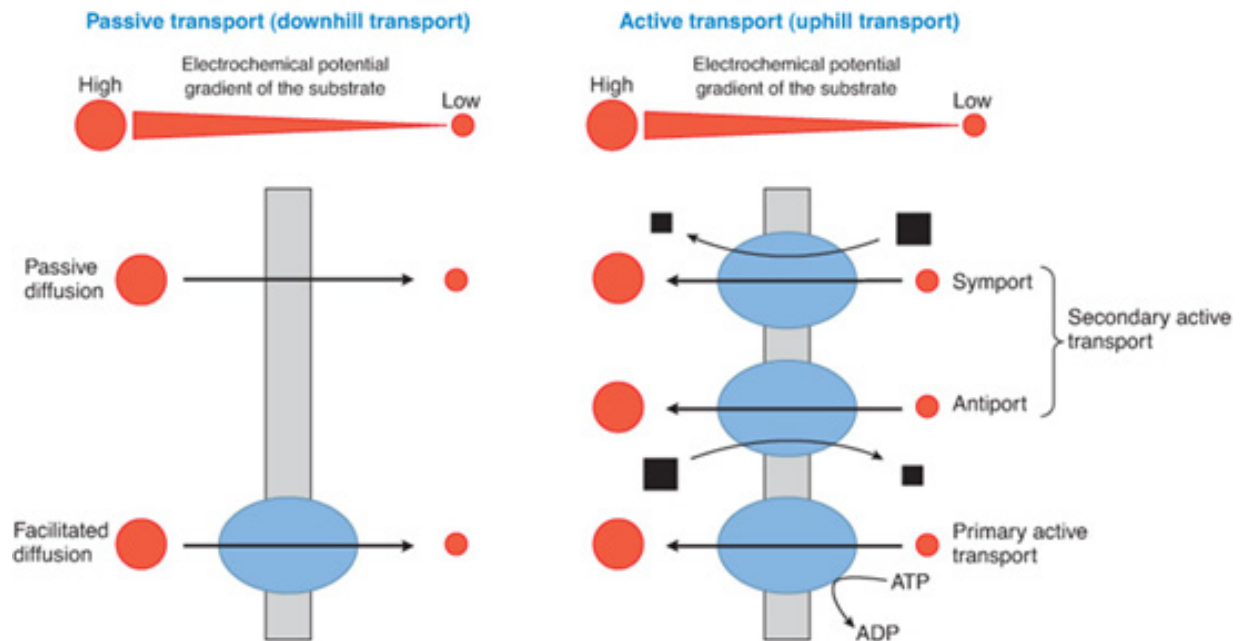 Passive transport (downhill transport)
Electrochemical potential
gradient of the substrate
High
Low
Passive
diffusion
Facilitated
diffusion
Active transport (uphill transport)
Electrochemical potential
gradient of the substrate
High
Low
Symport
Antiport
Secondary active
transport
Primary active
transport
ATP
ADP